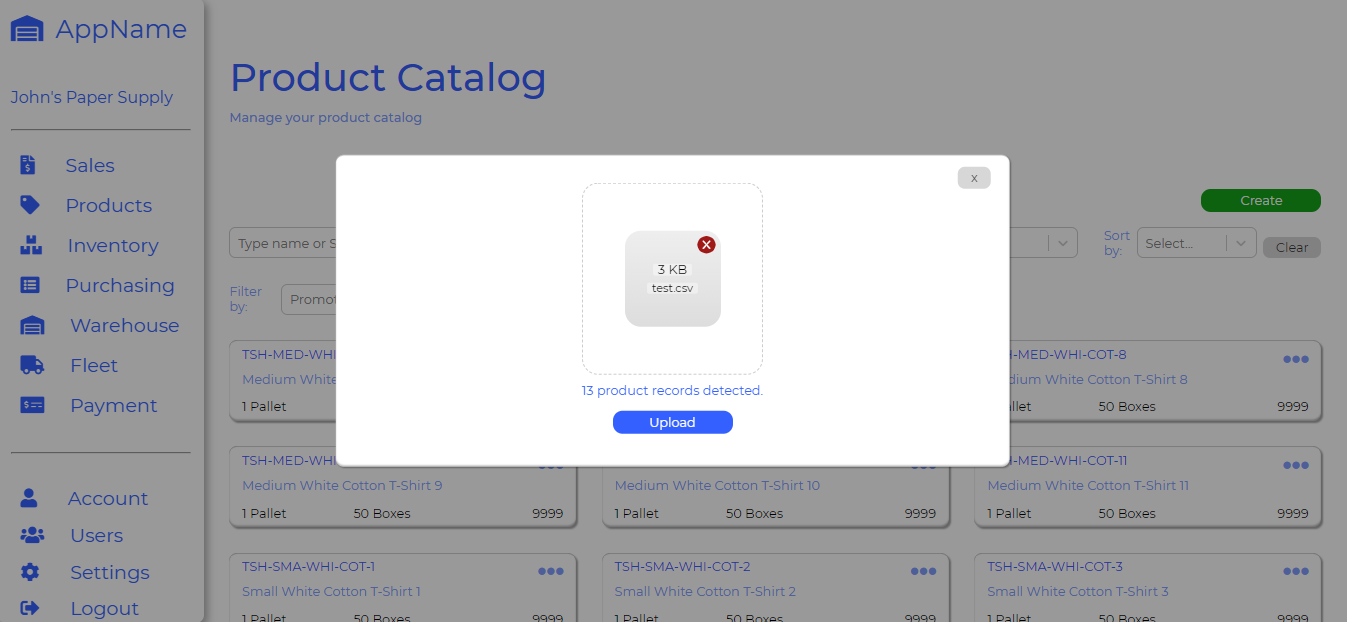 AppName
John's Paper Supply
Sales
Products
Inventory
Purchasing
Warehouse
Fleet
Payment
Account
Users
Settings
Logout
Product Catalog
Manage your product catalog
x
3 KB
test.csv
13 product records detected.
Upload
Create
Type name or S
Sort by:
Select...
Clear
Filter by:
Promot
TSH-MED-WHI
Medium White
1 Pallet
-MED-WHI-COT-8
dium White Cotton T-Shirt 8
llet 50 Boxes 9999
TSH-MED-WHI
Medium White Cotton T-Shirt 9
1 Pallet 50 Boxes 9999
Medium White Cotton T-Shirt 10
1 Pallet 50 Boxes 9999
-MED-WHI-COT-11
Medium White Cotton T-Shirt 11
1 Pallet 50 Boxes 9999
TSH-SMA-WHI-COT-1
Small White Cotton T-Shirt 1
1 Pallet 50 Boxes 9999
TSH-SMA-WHI-COT-2
Small White Cotton T-Shirt 2
1 Pallet 50 Boxes 9999
TSH-SMA-WHI-COT-3
Small White Cotton T-Shirt 3
1 Pallet 50 Boxes 9999